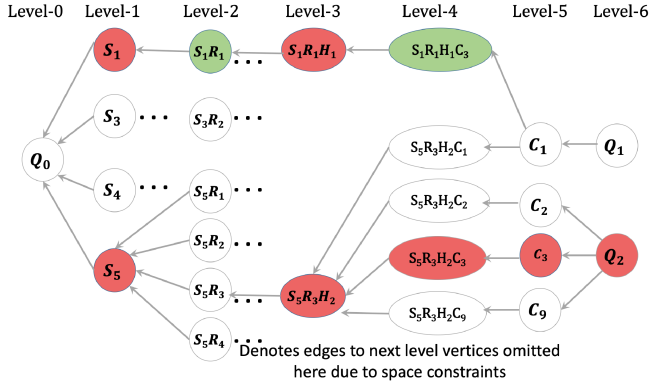 Level-0 Level-1 Level-2 Level-3 Level-4 Level-5 Level-6
S₁ S₁R₁ ... S₁R₁H₁ S₁R₁H₁C₃
S₃ ... S₃R₂ ...
Q₀ S₅R₃H₂C₁ C₁ Q₁
S₄ ... S₅R₁ ... S₅R₃H₂C₂ C₂
S₅R₂ ...
S₅ S₅R₃H₂C₃ C₃ Q₂
S₅R₃ ... S₅R₃H₂ S₅R₃H₂C₉ C₉
S₅R₄ ... Denotes edges to next level vertices omitted
here due to space constraints